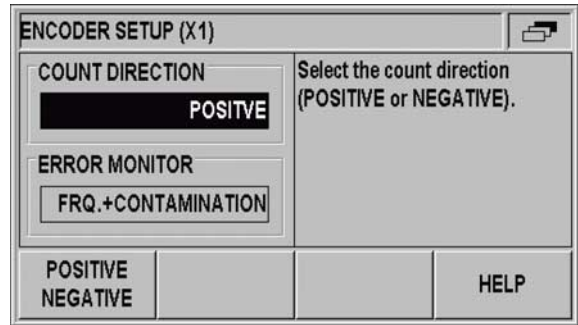 ENCODER SETUP (X1)
COUNT DIRECTION
POSITVE
ERROR MONITOR
FRQ.+CONTAMINATION
Select the count direction
(POSITIVE or NEGATIVE).
POSITIVE
NEGATIVE
HELP